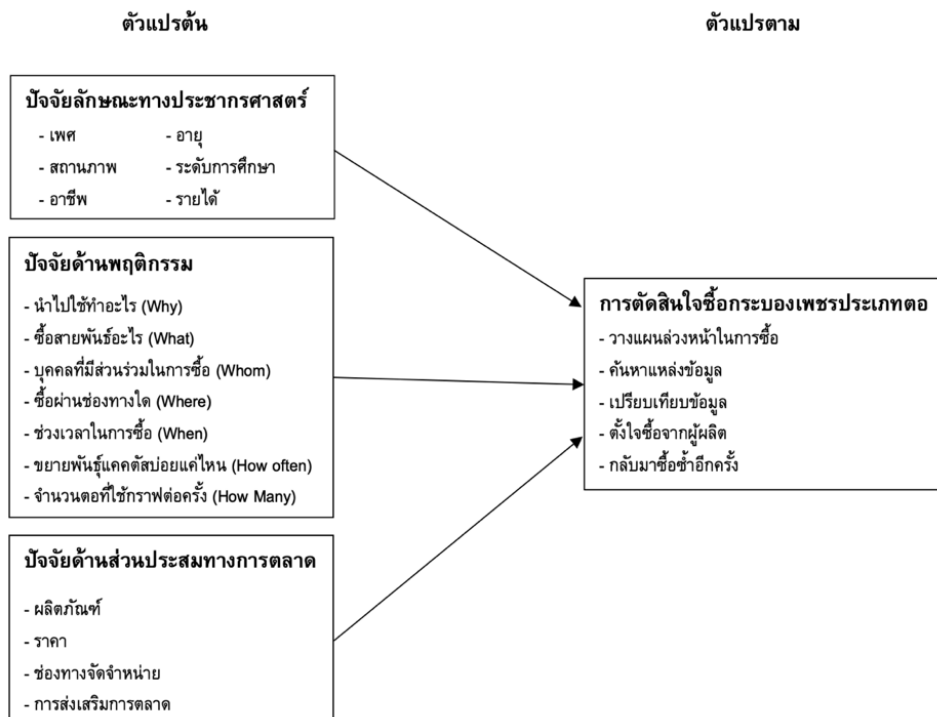 ตัวแปรต้น
ตัวแปรตาม
ปัจจัยลักษณะทางประชากรศาสตร์
- เพศ - อายุ
- สถานภาพ - ระดับการศึกษา
- อาชีพ - รายได้
ปัจจัยด้านพฤติกรรม
- นำไปใช้ทำอะไร (Why)
- ซื้อสายพันธ์อะไร (What)
- บุคคลที่มีส่วนร่วมในการซื้อ (Whom)
- ซื้อผ่านช่องทางใด (Where)
- ช่วงเวลาในการซื้อ (When)
- ขยายพันธุ์แคคตัสบ่อยแค่ไหน (How often)
- จำนวนตอที่ใช้กราฟต่อครั้ง (How Many)
ปัจจัยด้านส่วนประสมทางการตลาด
- ผลิตภัณฑ์
- ราคา
- ช่องทางจัดจำหน่าย
- การส่งเสริมการตลาด
การตัดสินใจซื้อกระบองเพชรประเภทตอ
- วางแผนล่วงหน้าในการซื้อ
- ค้นหาแหล่งข้อมูล
- เปรียบเทียบข้อมูล
- ตั้งใจซื้อจากผู้ผลิต
- กลับมาซื้อซ้ำอีกครั้ง